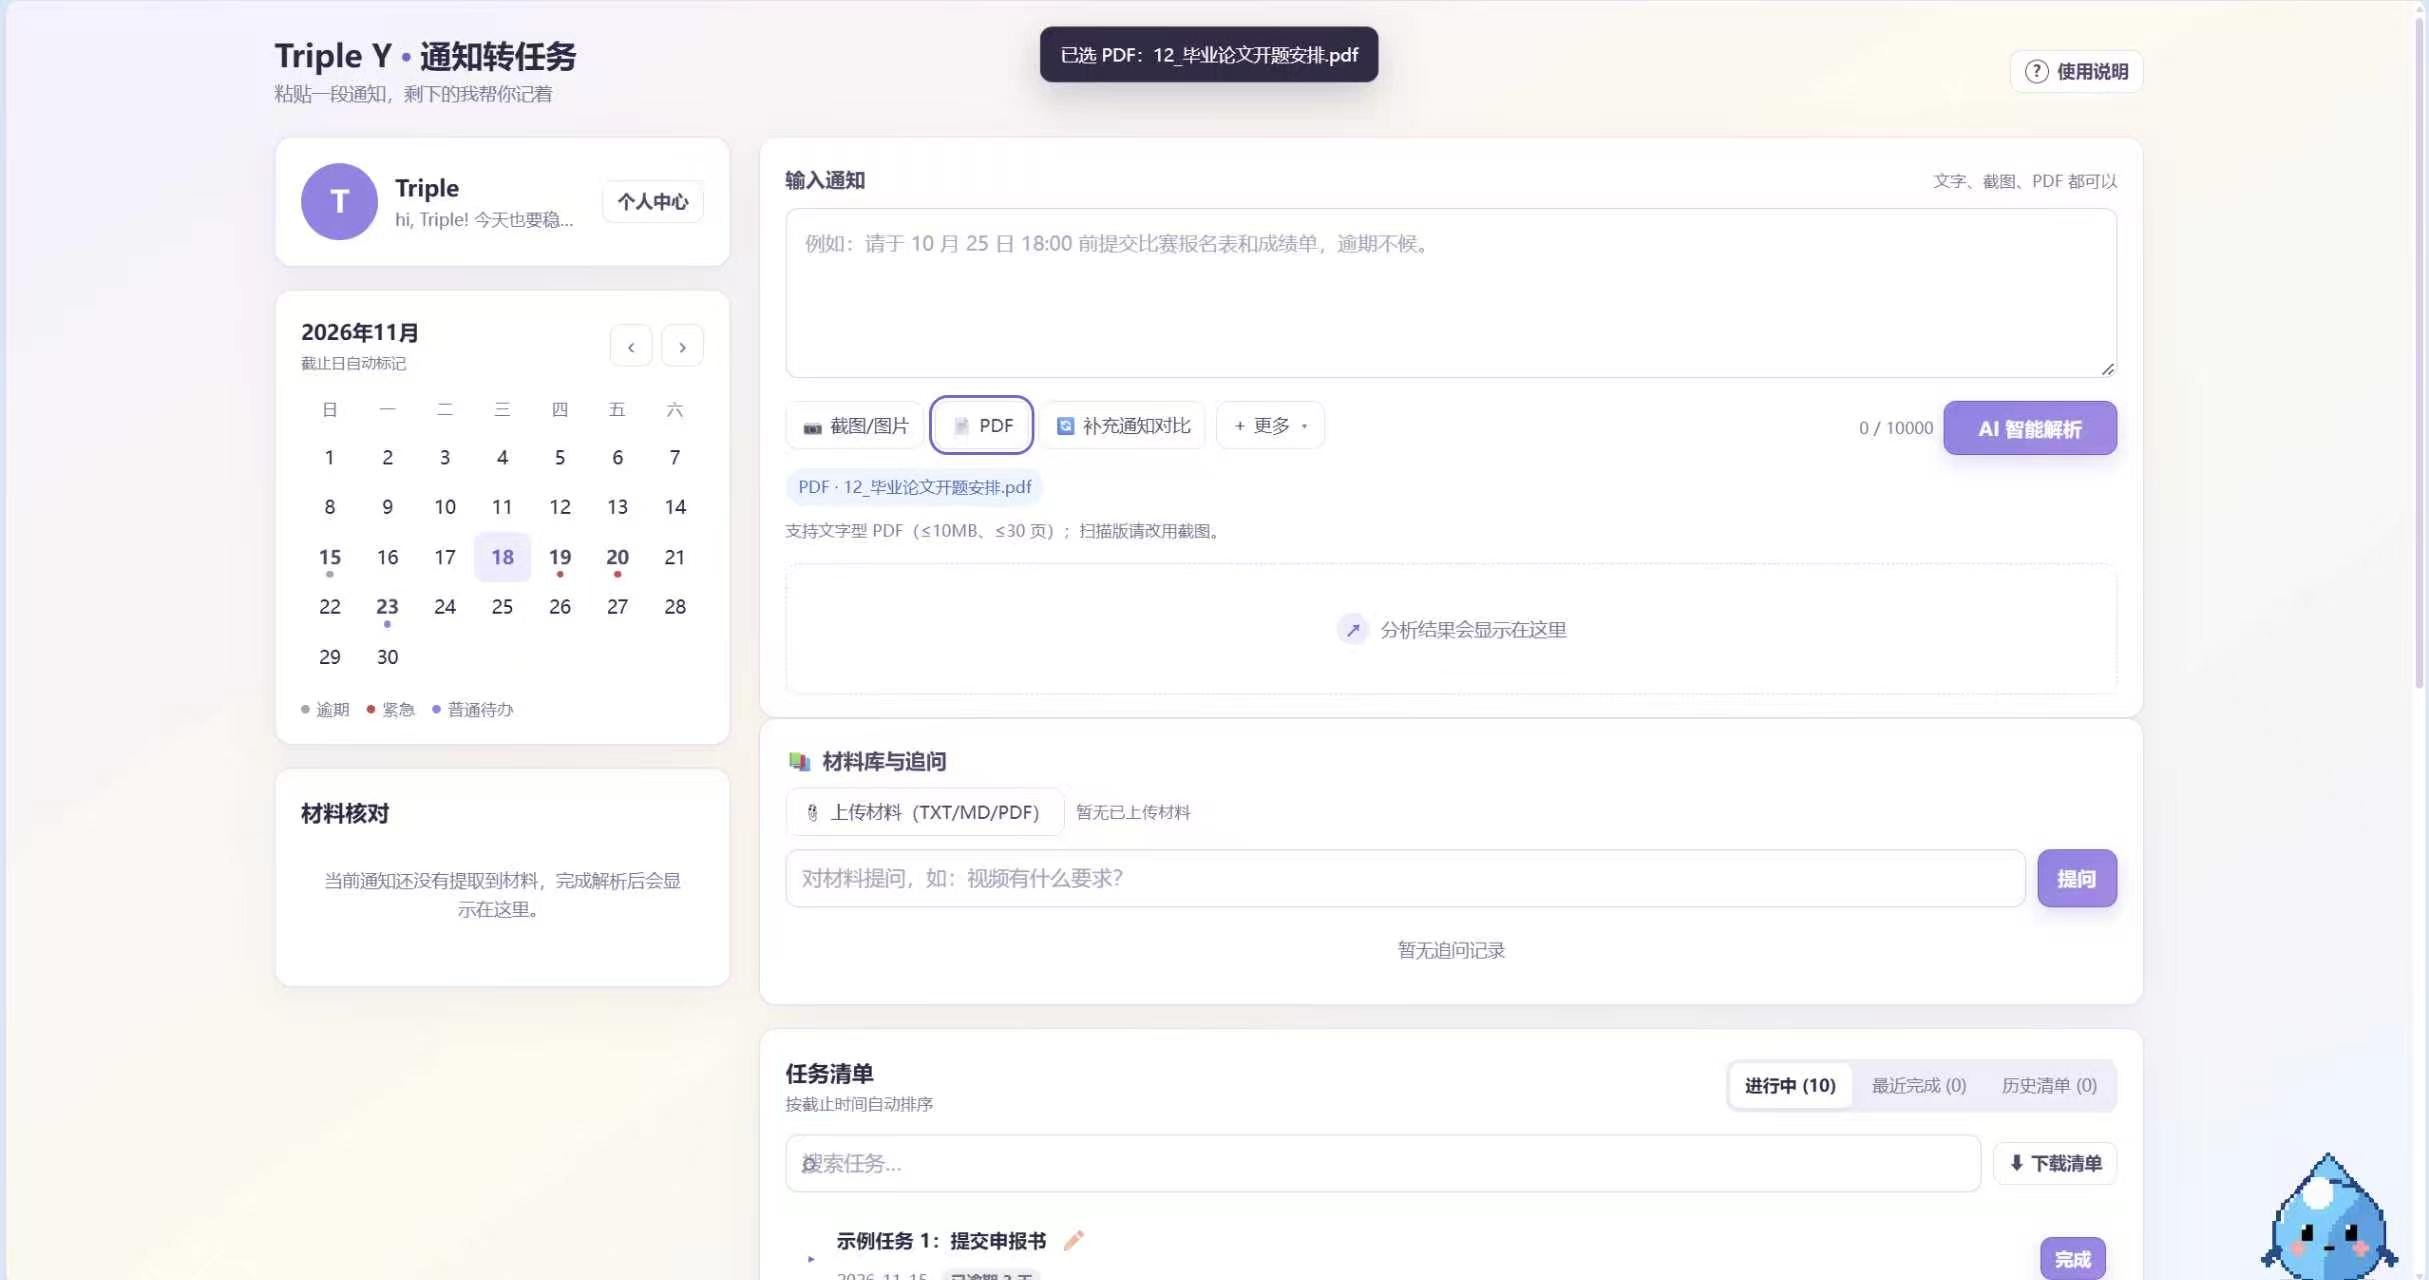 Triple Y • 通知转任务
粘贴一段通知，剩下的我帮你记着
已选 PDF：12_毕业论文开题安排.pdf
? 使用说明
T
Triple
hi, Triple! 今天也要稳...
个人中心
2026年11月
截止日自动标记
‹ ›
日 一 二 三 四 五 六
1 2 3 4 5 6 7
8 9 10 11 12 13 14
15 16 17 18 19 20 21
22 23 24 25 26 27 28
29 30
逾期 紧急 普通待办
材料核对
当前通知还没有提取到材料，完成解析后会显
示在这里。
输入通知
文字、截图、PDF 都可以
例如：请于 10 月 25 日 18:00 前提交比赛报名表和成绩单，逾期不候。
截图/图片 PDF 补充通知对比 + 更多
0 / 10000 AI 智能解析
PDF · 12_毕业论文开题安排.pdf
支持文字型 PDF（≤10MB、≤30 页）；扫描版请改用截图。
分析结果会显示在这里
材料库与追问
上传材料（TXT/MD/PDF） 暂无已上传材料
对材料提问，如：视频有什么要求？
提问
暂无追问记录
任务清单
按截止时间自动排序
进行中 (10) 最近完成 (0) 历史清单 (0)
搜索任务...
下载清单
示例任务 1：提交申报书
完成
2026-11-15